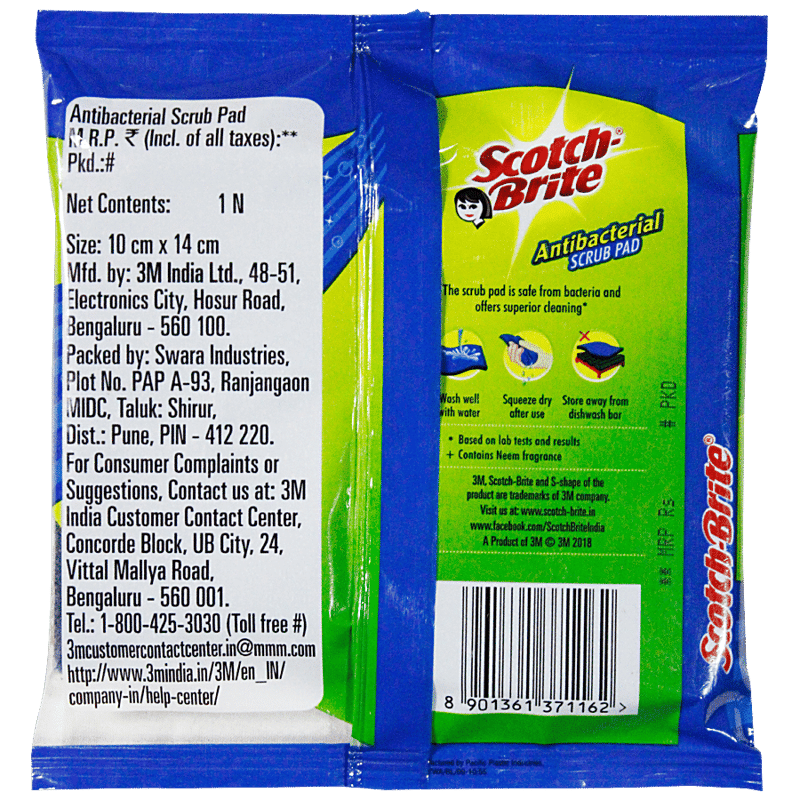 Antibacterial Scrub Pad
M.R.P. ₹ (Incl. of all taxes):**
Pkd.:#
Net Contents: 1 N
Size: 10 cm x 14 cm
Mfd. by: 3M India Ltd., 48-51,
Electronics City, Hosur Road,
Bengaluru - 560 100.
Packed by: Swara Industries,
Plot No. PAP A-93, Ranjangaon
MIDC, Taluk: Shirur,
Dist.: Pune, PIN - 412 220.
For Consumer Complaints or
Suggestions, Contact us at: 3M
India Customer Contact Center,
Concorde Block, UB City, 24,
Vittal Mallya Road,
Bengaluru - 560 001.
Tel.: 1-800-425-3030 (Toll free #)
3mcustomercontactcenter.in@mmm.com
http://www.3mindia.in/3M/en_IN/
company-in/help-center/
Scotch-
Brite®
Antibacterial
SCRUB PAD
The scrub pad is safe from bacteria and
offers superior cleaning*
Wash well
with water
Squeeze dry
after use
Store away from
dishwash bar
• Based on lab tests and results
+ Contains Neem fragrance
3M, Scotch-Brite and S-shape of the
product are trademarks of 3M company.
Visit us at: www.scotch-brite.in
www.facebook.com/ScotchBriteIndia
A Product of 3M © 3M 2018
8 901361 371162 >
## PKD
** MRP Rs
Scotch-Brite®